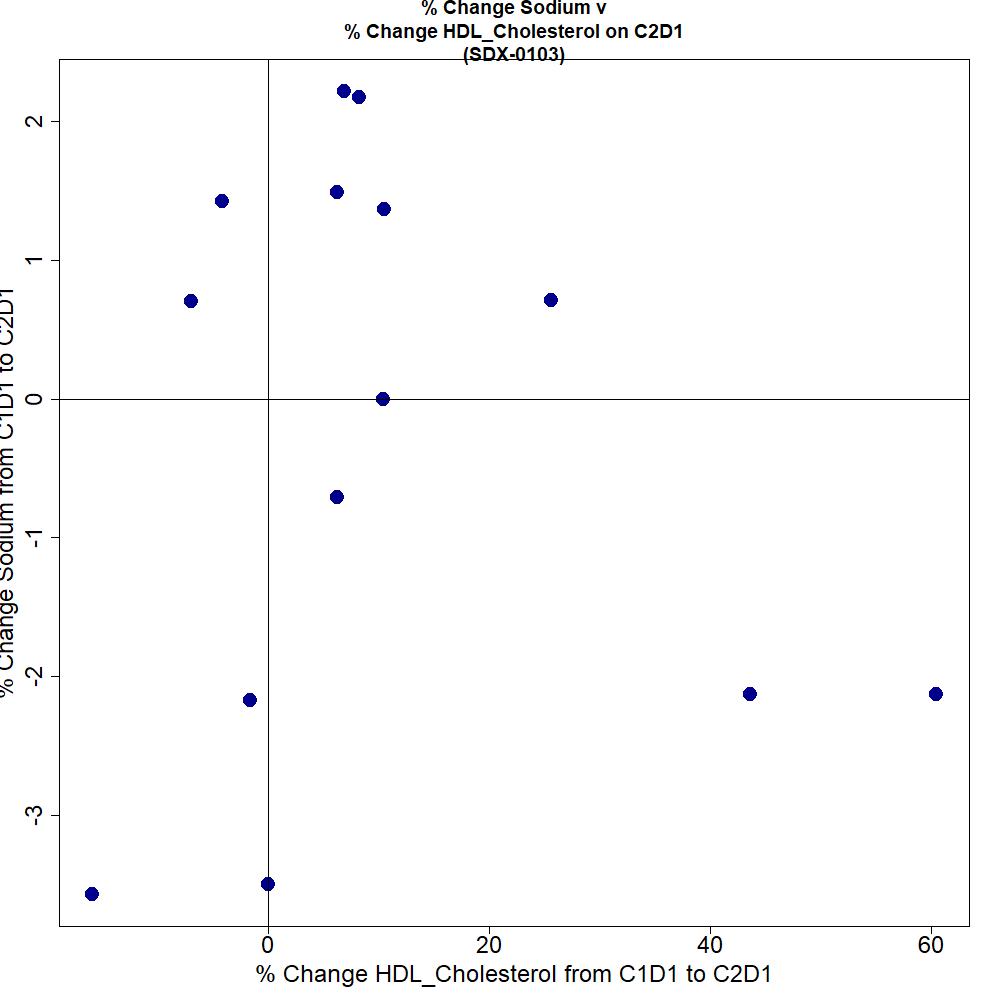 % Change Sodium v
% Change HDL_Cholesterol on C2D1
(SDX-0103)
% Change Sodium from C1D1 to C2D1
2
1
0
-1
-2
-3
0
20
40
60
% Change HDL_Cholesterol from C1D1 to C2D1